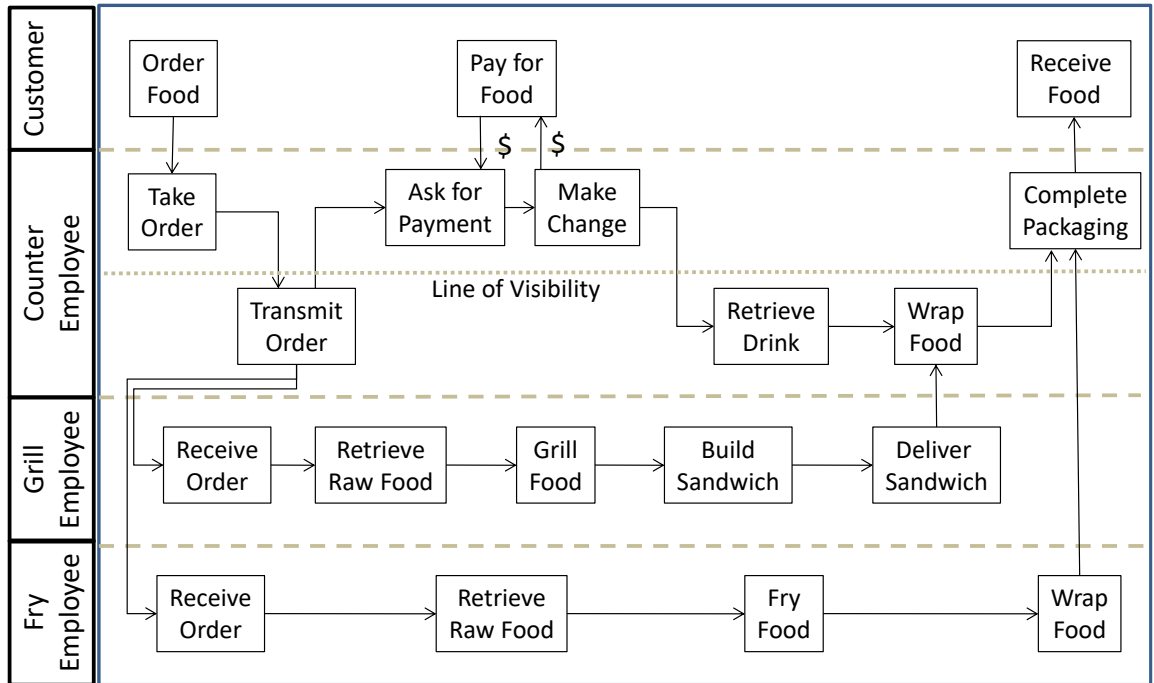 Customer
Order
Food
Pay for
Food
Receive
Food
$
$
Counter
Employee
Take
Order
Ask for
Payment
Make
Change
Complete
Packaging
Line of Visibility
Transmit
Order
Retrieve
Drink
Wrap
Food
Grill
Employee
Receive
Order
Retrieve
Raw Food
Grill
Food
Build
Sandwich
Deliver
Sandwich
Fry
Employee
Receive
Order
Retrieve
Raw Food
Fry
Food
Wrap
Food